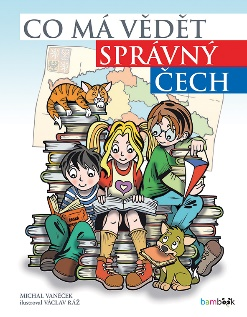 CO MÁ VĚDĚT
SPRÁVNÝ
ČECH
MICHAL VANĚČEK
ilustroval VÁCLAV RÁŽ
bambook